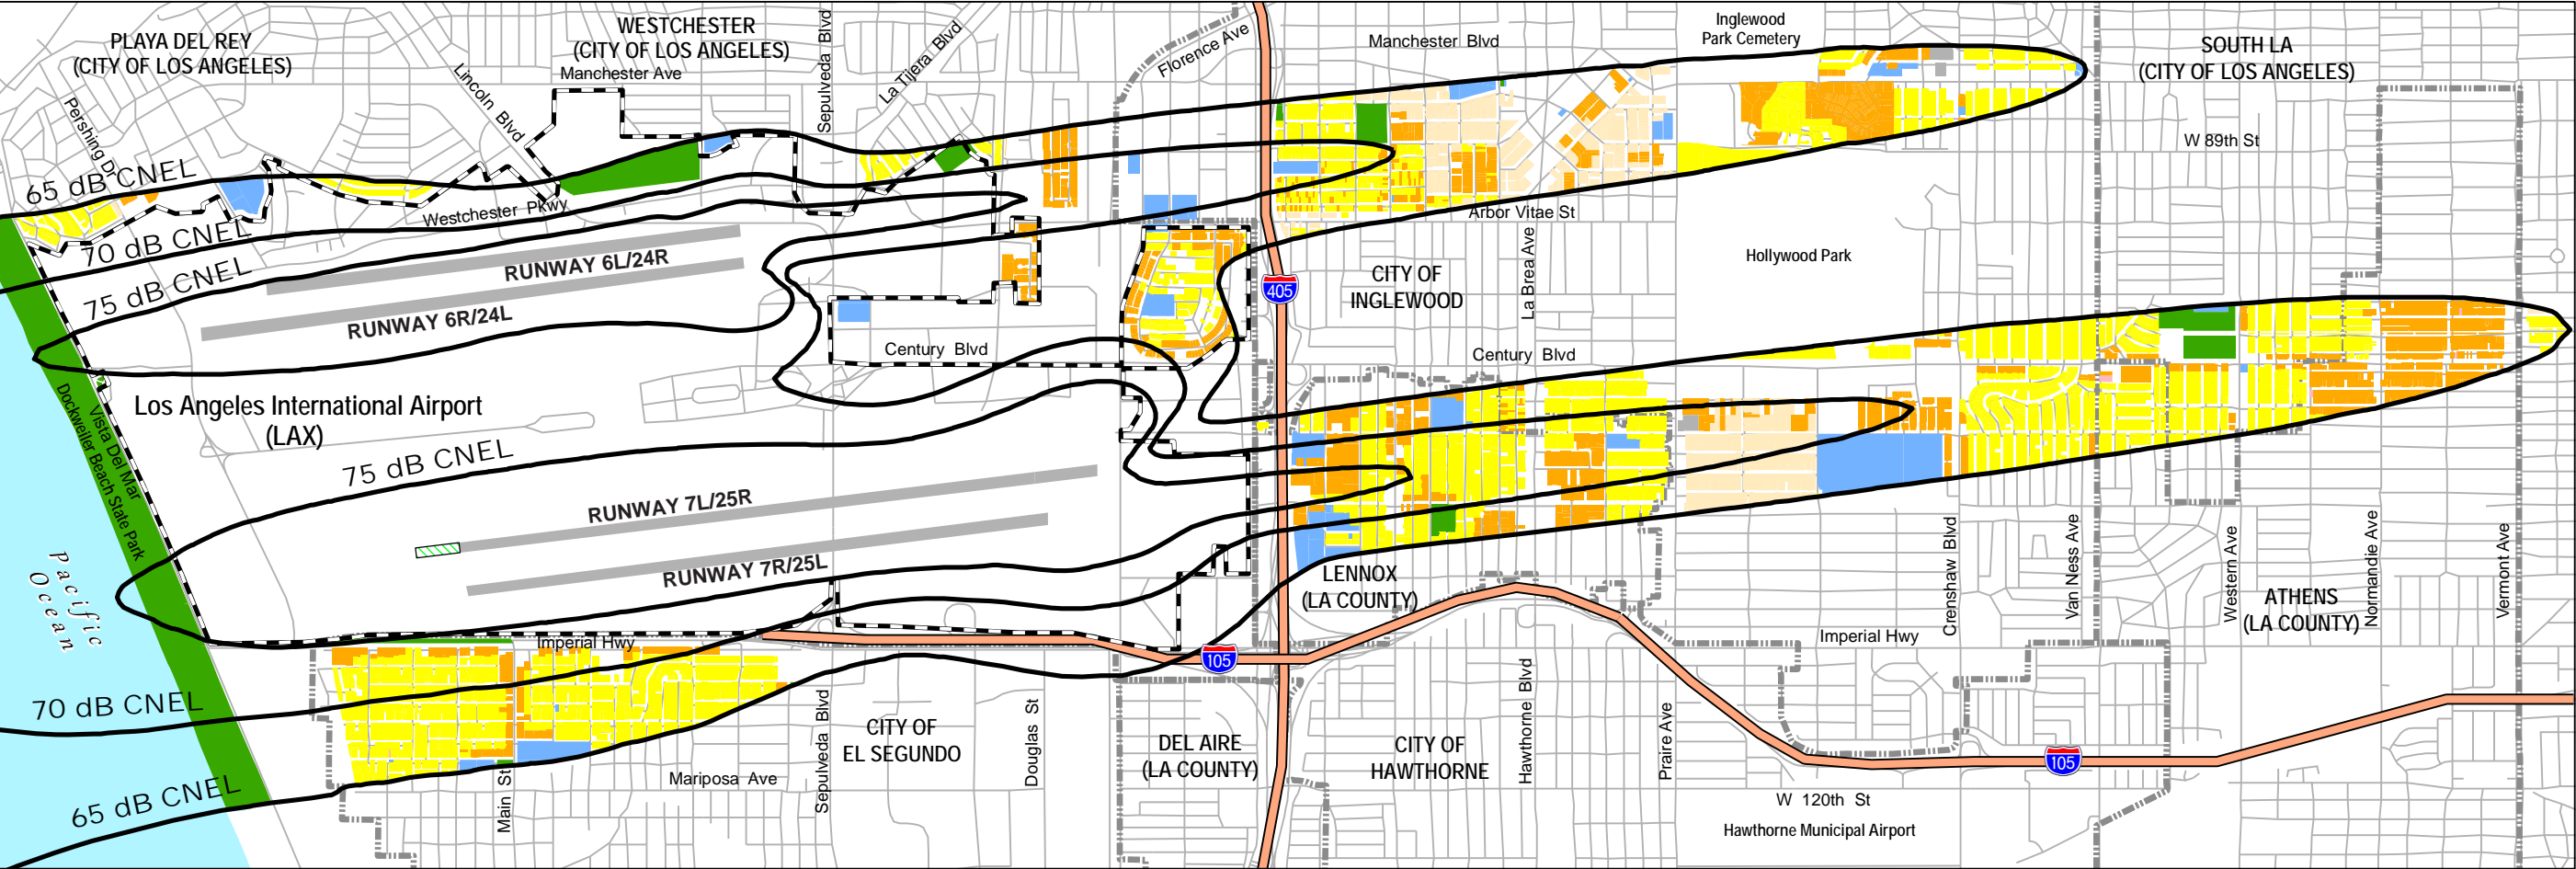 PLAYA DEL REY
(CITY OF LOS ANGELES)
WESTCHESTER
(CITY OF LOS ANGELES)
Manchester Ave
Sepulveda Blvd
La Tijera Blvd
Lincoln Blvd
Pershing Dr
Florence Ave
Manchester Blvd
Inglewood
Park Cemetery
SOUTH LA
(CITY OF LOS ANGELES)
W 89th St
65 dB CNEL
70 dB CNEL
75 dB CNEL
Westchester Pkwy
RUNWAY 6L/24R
RUNWAY 6R/24L
Arbor Vitae St
La Brea Ave
Hollywood Park
CITY OF
INGLEWOOD
405
Century Blvd
Century Blvd
Los Angeles International Airport
(LAX)
Vista Del Mar
Dockweiler Beach State Park
75 dB CNEL
RUNWAY 7L/25R
RUNWAY 7R/25L
Pacific
Ocean
Imperial Hwy
LENNOX
(LA COUNTY)
105
Imperial Hwy
Crenshaw Blvd
Van Ness Ave
Western Ave
Normandie Ave
Vermont Ave
ATHENS
(LA COUNTY)
70 dB CNEL
65 dB CNEL
Main St
Mariposa Ave
Sepulveda Blvd
CITY OF
EL SEGUNDO
Douglas St
DEL AIRE
(LA COUNTY)
CITY OF
HAWTHORNE
Hawthorne Blvd
Prairie Ave
105
W 120th St
Hawthorne Municipal Airport